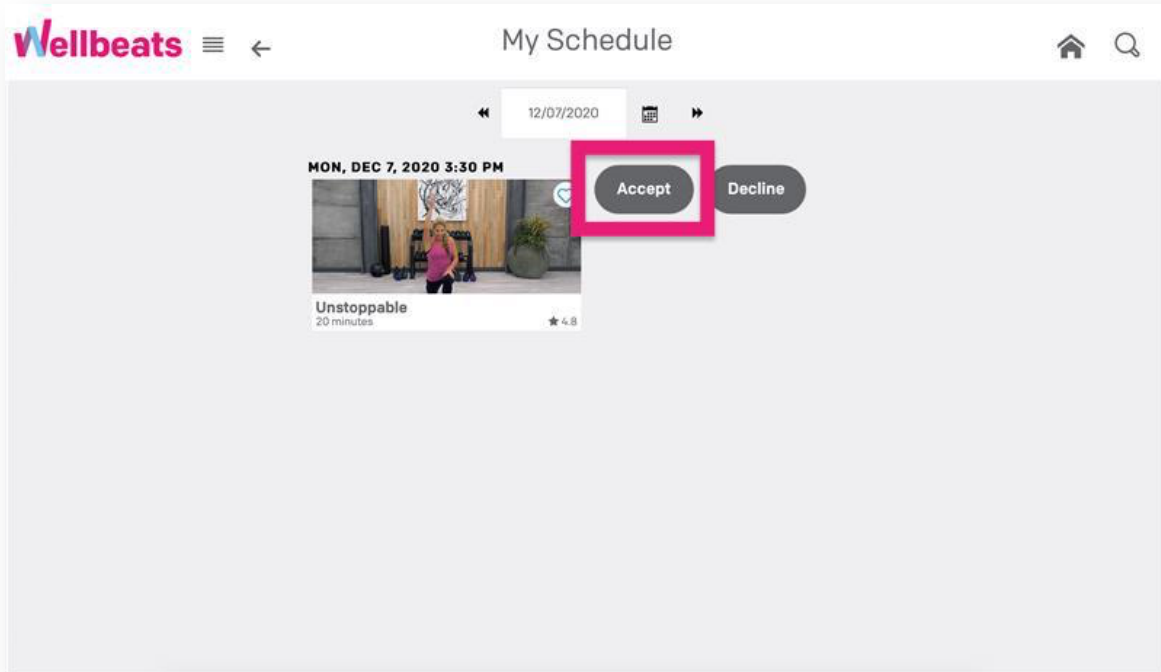 Wellbeats My Schedule
12/07/2020
MON, DEC 7, 2020 3:30 PM
Accept Decline
Unstoppable
20 minutes ★ 4.8